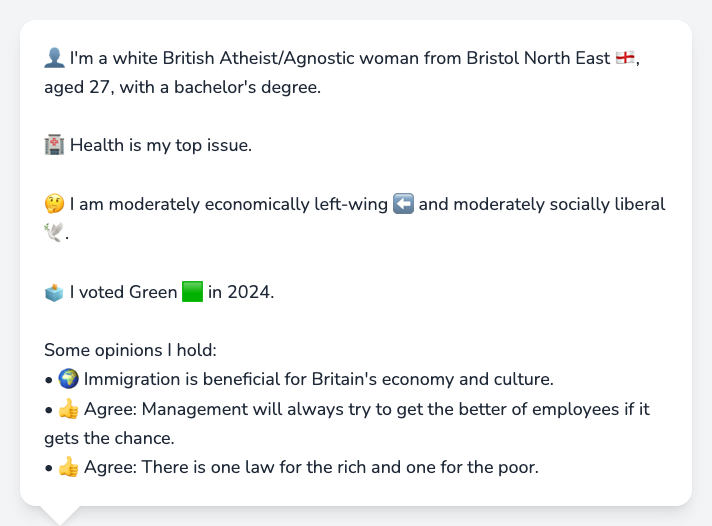 👤 I'm a white British Atheist/Agnostic woman from Bristol North East 🏴󠁧󠁢󠁥󠁮󠁧󠁿,
aged 27, with a bachelor's degree.
🏥 Health is my top issue.
🤔 I am moderately economically left-wing ⬅️ and moderately socially liberal
🕊️.
🗳️ I voted Green 🟩 in 2024.
Some opinions I hold:
• 🌍 Immigration is beneficial for Britain's economy and culture.
• 👍 Agree: Management will always try to get the better of employees if it
gets the chance.
• 👍 Agree: There is one law for the rich and one for the poor.